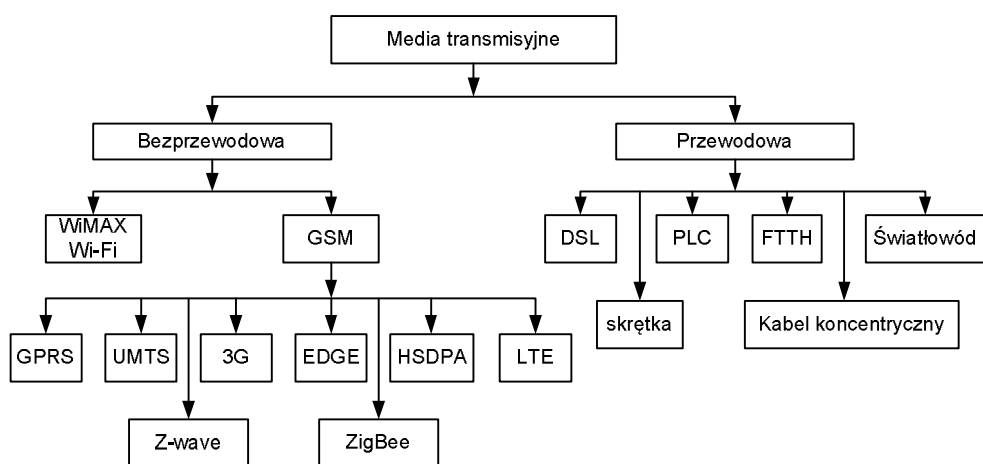 Media transmisyjne
Bezprzewodowa
Przewodowa
WiMAX
Wi-Fi
GSM
DSL
PLC
FTTH
Światłowód
skrętka
Kabel koncentryczny
GPRS
UMTS
3G
EDGE
HSDPA
LTE
Z-wave
ZigBee